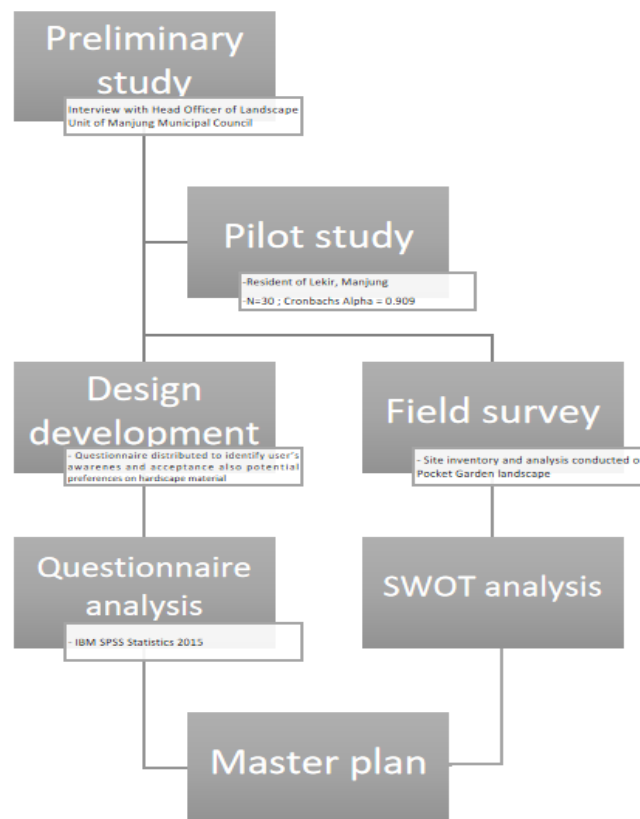 Preliminary
study
Interview with Head Officer of Landscape
Unit of Manjung Municipal Council
Pilot study
-Resident of Lekir, Manjung
-N=30 ; Cronbachs Alpha = 0.909
Design
development
- Questionnaire distributed to identify user's
awarenes and acceptance also potential
preferences on hardscape material
Field survey
- Site inventory and analysis conducted o
Pocket Garden landscape
Questionnaire
analysis
- IBM SPSS Statistics 2015
SWOT analysis
Master plan